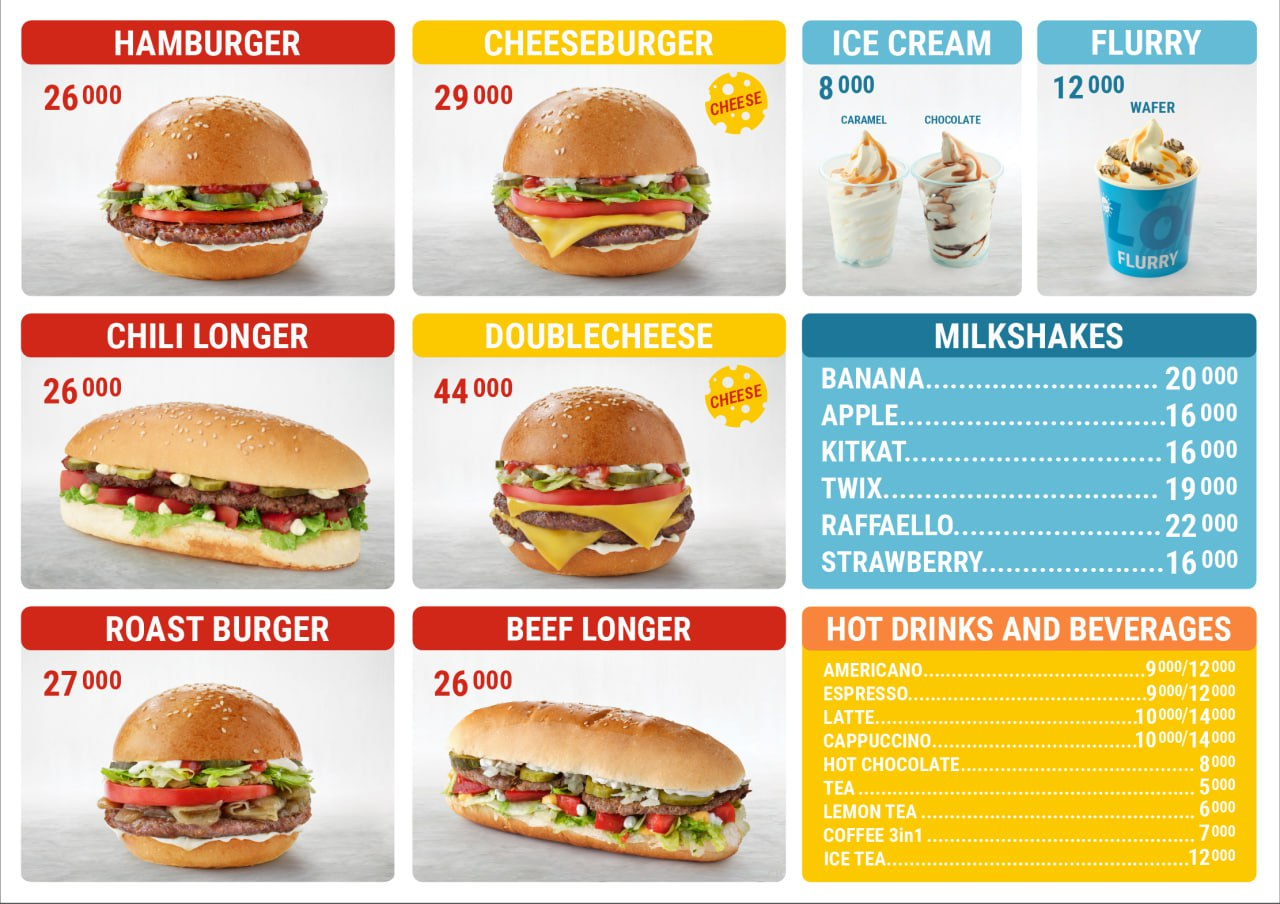 HAMBURGER
26 000
CHEESEBURGER
29 000
CHEESE
ICE CREAM
8 000
CARAMEL CHOCOLATE
FLURRY
12 000
WAFER
LO
FLURRY
CHILI LONGER
26 000
DOUBLECHEESE
44 000
CHEESE
MILKSHAKES
BANANA............................ 20 000
APPLE................................16 000
KITKAT...............................16 000
TWIX................................. 19 000
RAFFAELLO......................... 22 000
STRAWBERRY......................16 000
ROAST BURGER
27 000
BEEF LONGER
26 000
HOT DRINKS AND BEVERAGES
AMERICANO.............................................9 000/12 000
ESPRESSO................................................9 000/12 000
LATTE.....................................................10 000/14 000
CAPPUCCINO.........................................10 000/14 000
HOT CHOCOLATE................................................ 8 000
TEA ..................................................................... 5 000
LEMON TEA ........................................................ 6 000
COFFEE 3in1 ...................................................... 7 000
ICE TEA.............................................................12 000